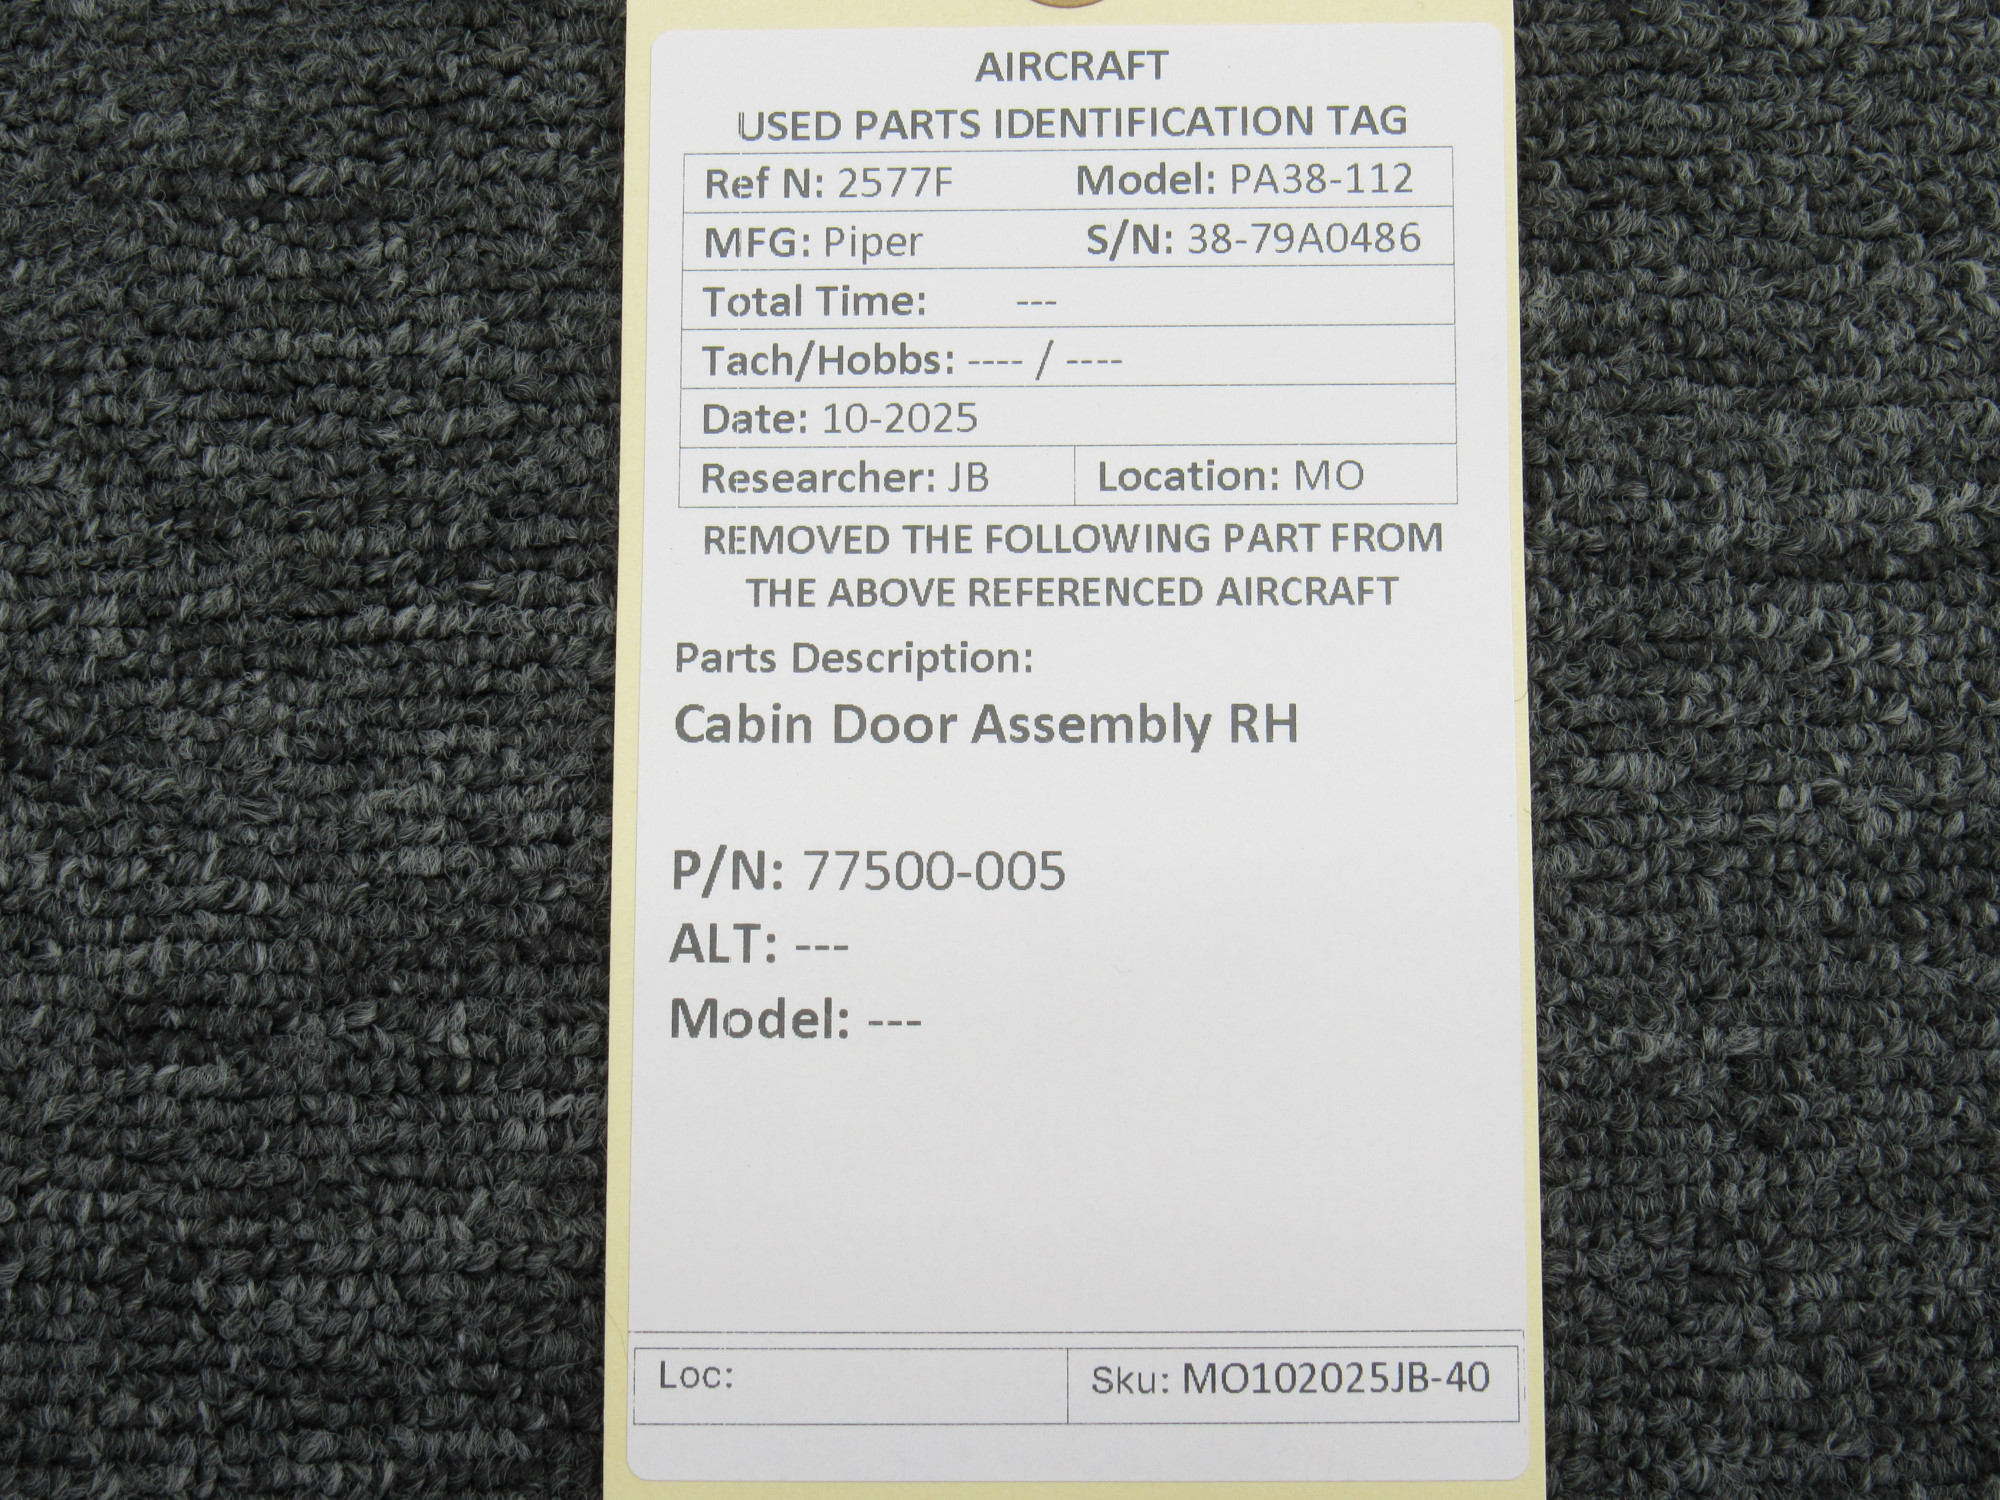 AIRCRAFT
USED PARTS IDENTIFICATION TAG
Ref N: 2577F Model: PA38-112
MFG: Piper S/N: 38-79A0486
Total Time: ---
Tach/Hobbs: ---- / ----
Date: 10-2025
Researcher: JB Location: MO
REMOVED THE FOLLOWING PART FROM
THE ABOVE REFERENCED AIRCRAFT
Parts Description:
Cabin Door Assembly RH
P/N: 77500-005
ALT: ---
Model: ---
Loc: Sku: MO102025JB-40